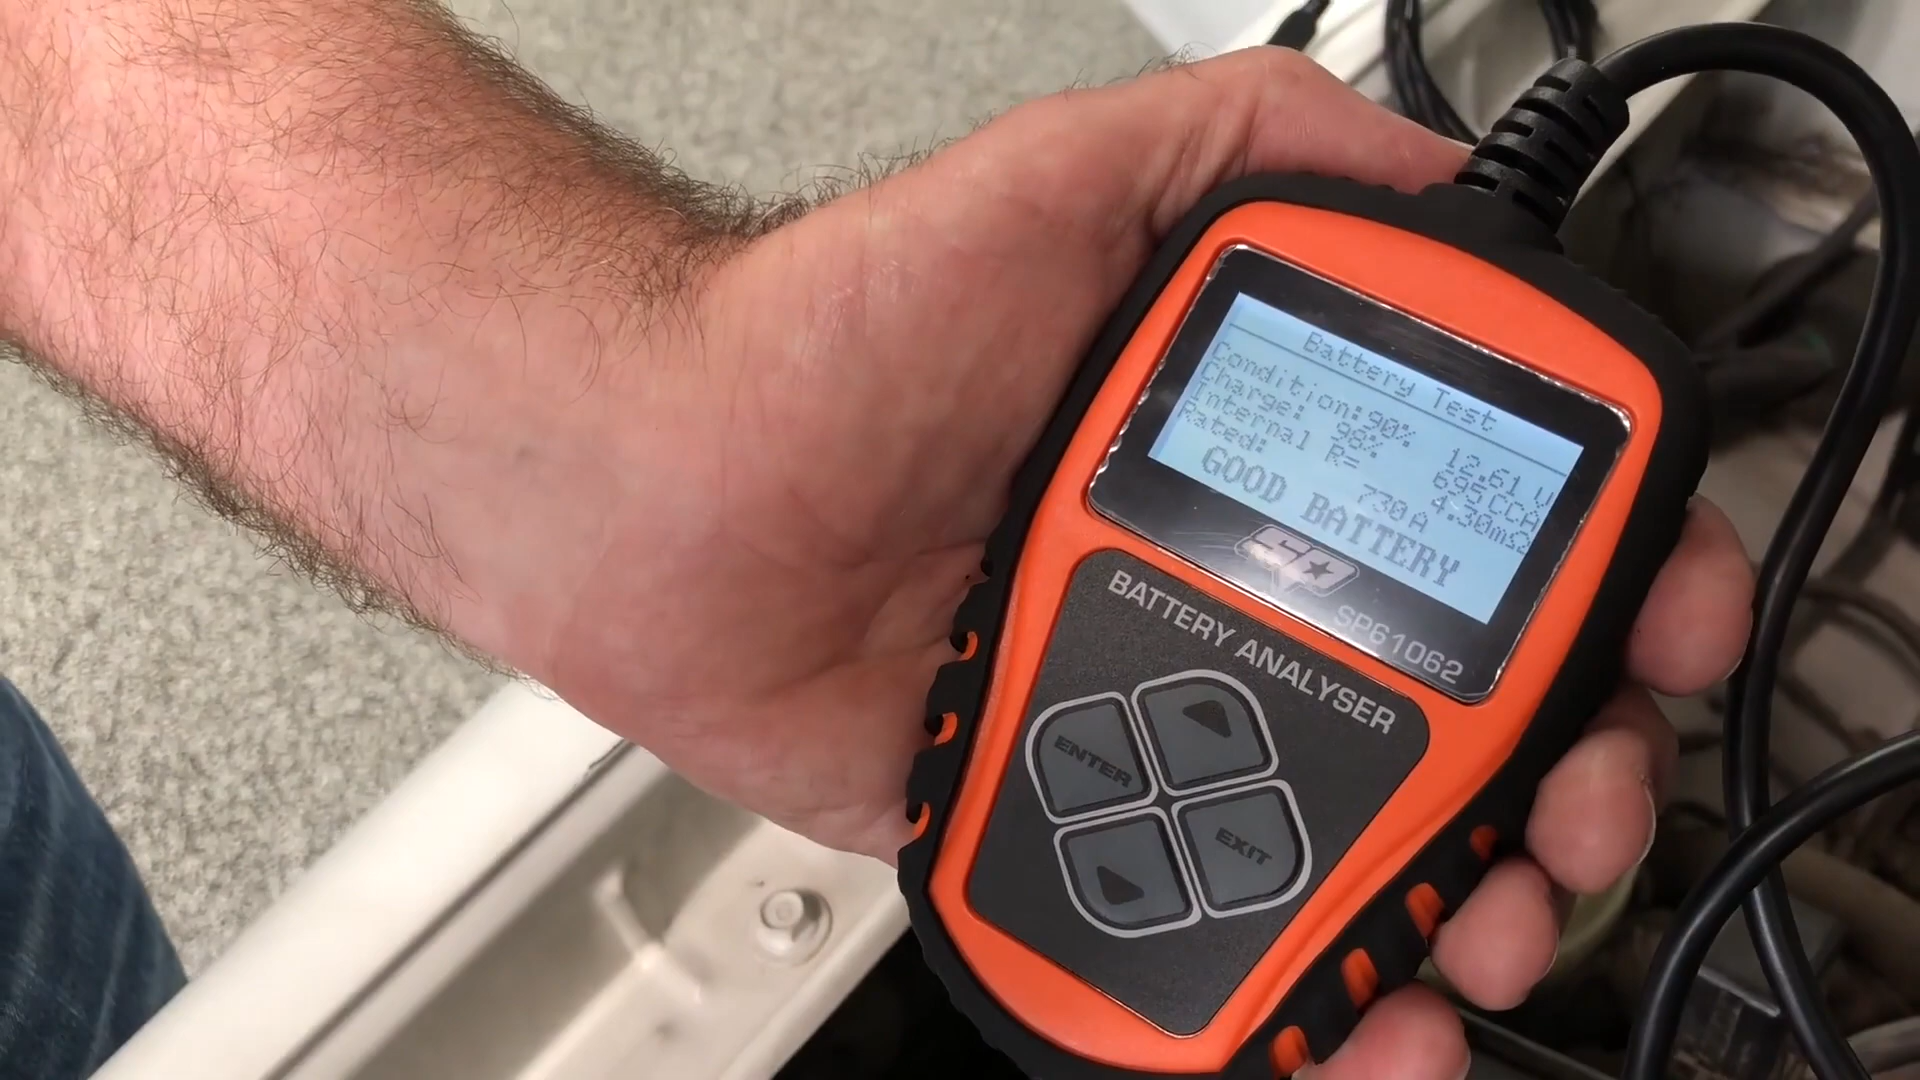 Battery Test
Condition:90% 12.61 V
Charge: 98% 695CCA
Internal R= 4.30mΩ
Rated: 730A
GOOD BATTERY
SP
SP61062
BATTERY ANALYSER
ENTER
EXIT